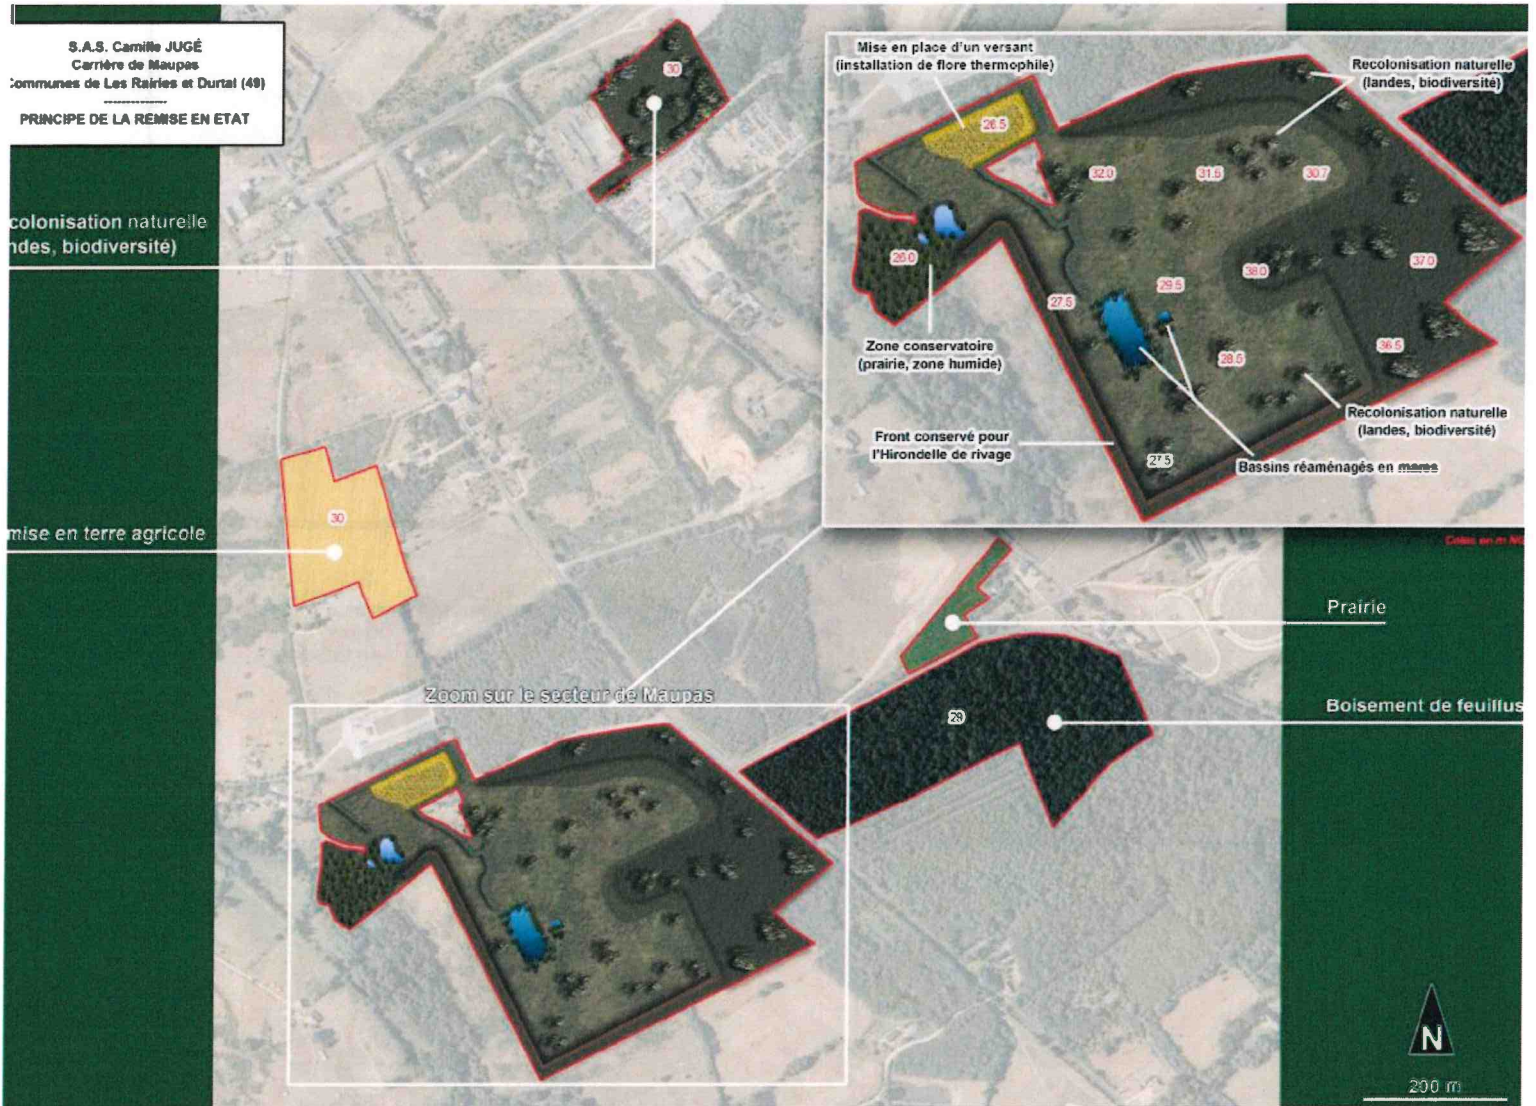 S.A.S. Camille JUGÉ
Carrière de Maupas
Communes de Les Rairies et Durtal (49)
--------------
PRINCIPE DE LA REMISE EN ETAT
colonisation naturelle
ndes, biodiversité)
30
Mise en place d'un versant
(installation de flore thermophile)
Recolonisation naturelle
(landes, biodiversité)
26.5
32.0
31.5
30.7
26.0
38.0
37.0
27.5
29.5
Zone conservatoire
(prairie, zone humide)
28.5
36.5
Recolonisation naturelle
(landes, biodiversité)
Front conservé pour
l'Hirondelle de rivage
27.5
Bassins réaménagés en mares
30
mise en terre agricole
Cotes en m NG
Prairie
Zoom sur le secteur de Maupas
29
Boisement de feuillus
N
200 m